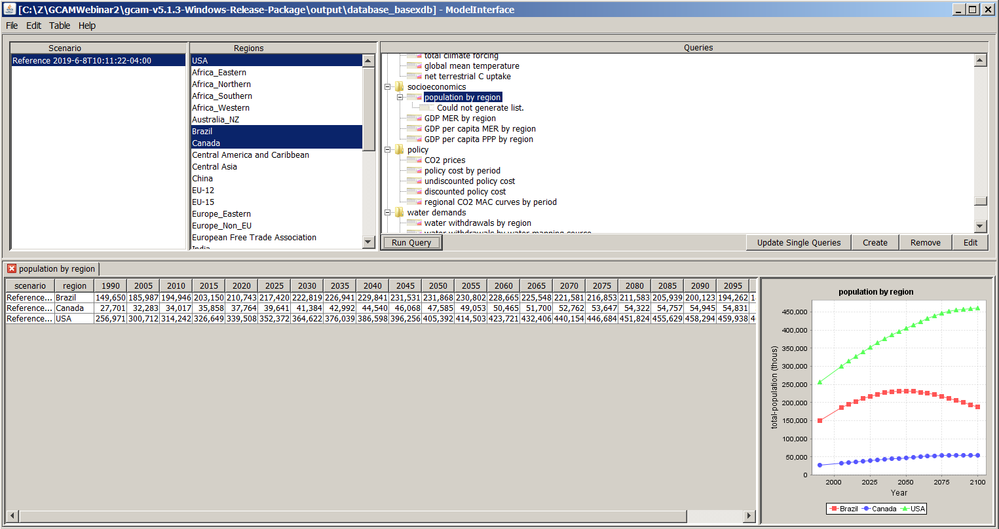 [C:\Z\GCAMWebinar2\gcam-v5.1.3-Windows-Release-Package\output\database_basexdb] - ModelInterface
File Edit Table Help
Scenario
Reference 2019-6-8T10:11:22-04:00
Regions
USA
Africa_Eastern
Africa_Northern
Africa_Southern
Africa_Western
Australia_NZ
Brazil
Canada
Central America and Caribbean
Central Asia
China
EU-12
EU-15
Europe_Eastern
Europe_Non_EU
European Free Trade Association
India
Queries
total climate forcing
global mean temperature
net terrestrial C uptake
socioeconomics
population by region
Could not generate list.
GDP MER by region
GDP per capita MER by region
GDP per capita PPP by region
policy
CO2 prices
policy cost by period
undiscounted policy cost
discounted policy cost
regional CO2 MAC curves by period
water demands
water withdrawals by region
water withdrawals by water mapping source
Run Query Update Single Queries Create Remove Edit
population by region
scenario region 1990 2005 2010 2015 2020 2025 2030 2035 2040 2045 2050 2055 2060 2065 2070 2075 2080 2085 2090 2095
Reference... Brazil 149,650 185,987 194,946 203,150 210,743 217,420 222,819 226,941 229,841 231,531 231,868 230,802 228,665 225,548 221,581 216,853 211,583 205,939 200,123 194,262
Reference... Canada 27,701 32,283 34,017 35,858 37,764 39,641 41,384 42,992 44,540 46,068 47,585 49,053 50,465 51,700 52,762 53,647 54,322 54,757 54,945 54,831
Reference... USA 256,971 300,712 314,242 326,649 339,508 352,372 364,622 376,039 386,598 396,256 405,392 414,503 423,721 432,406 440,154 446,684 451,824 455,629 458,294 459,938
population by region
total-population (thous)
450,000
400,000
350,000
300,000
250,000
200,000
150,000
100,000
50,000
0
2000 2025 2050 2075 2100
Year
Brazil Canada USA